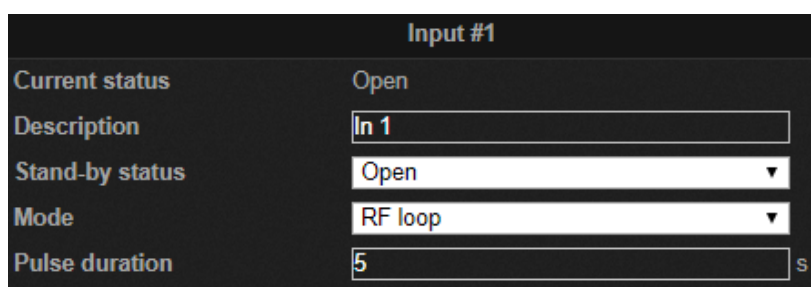 Input #1
Current status Open
Description In 1
Stand-by status Open
Mode RF loop
Pulse duration 5 s